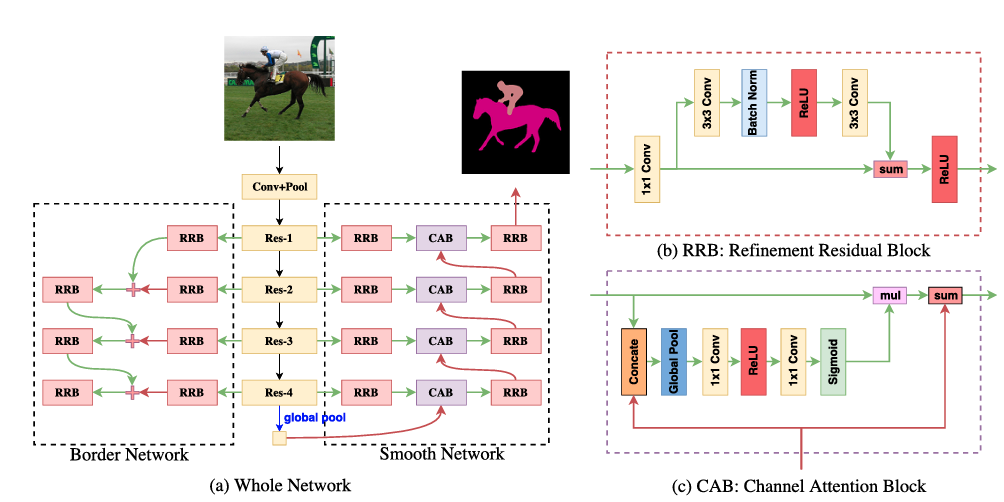 Conv+Pool
RRB Res-1 RRB CAB RRB
RRB RRB Res-2 RRB CAB RRB
RRB RRB Res-3 RRB CAB RRB
RRB RRB Res-4 RRB CAB RRB
global pool
Border Network
Smooth Network
(a) Whole Network
1x1 Conv
3x3 Conv
Batch Norm
ReLU
3x3 Conv
sum
ReLU
(b) RRB: Refinement Residual Block
mul
sum
Concate
Global Pool
1x1 Conv
ReLU
1x1 Conv
Sigmoid
(c) CAB: Channel Attention Block